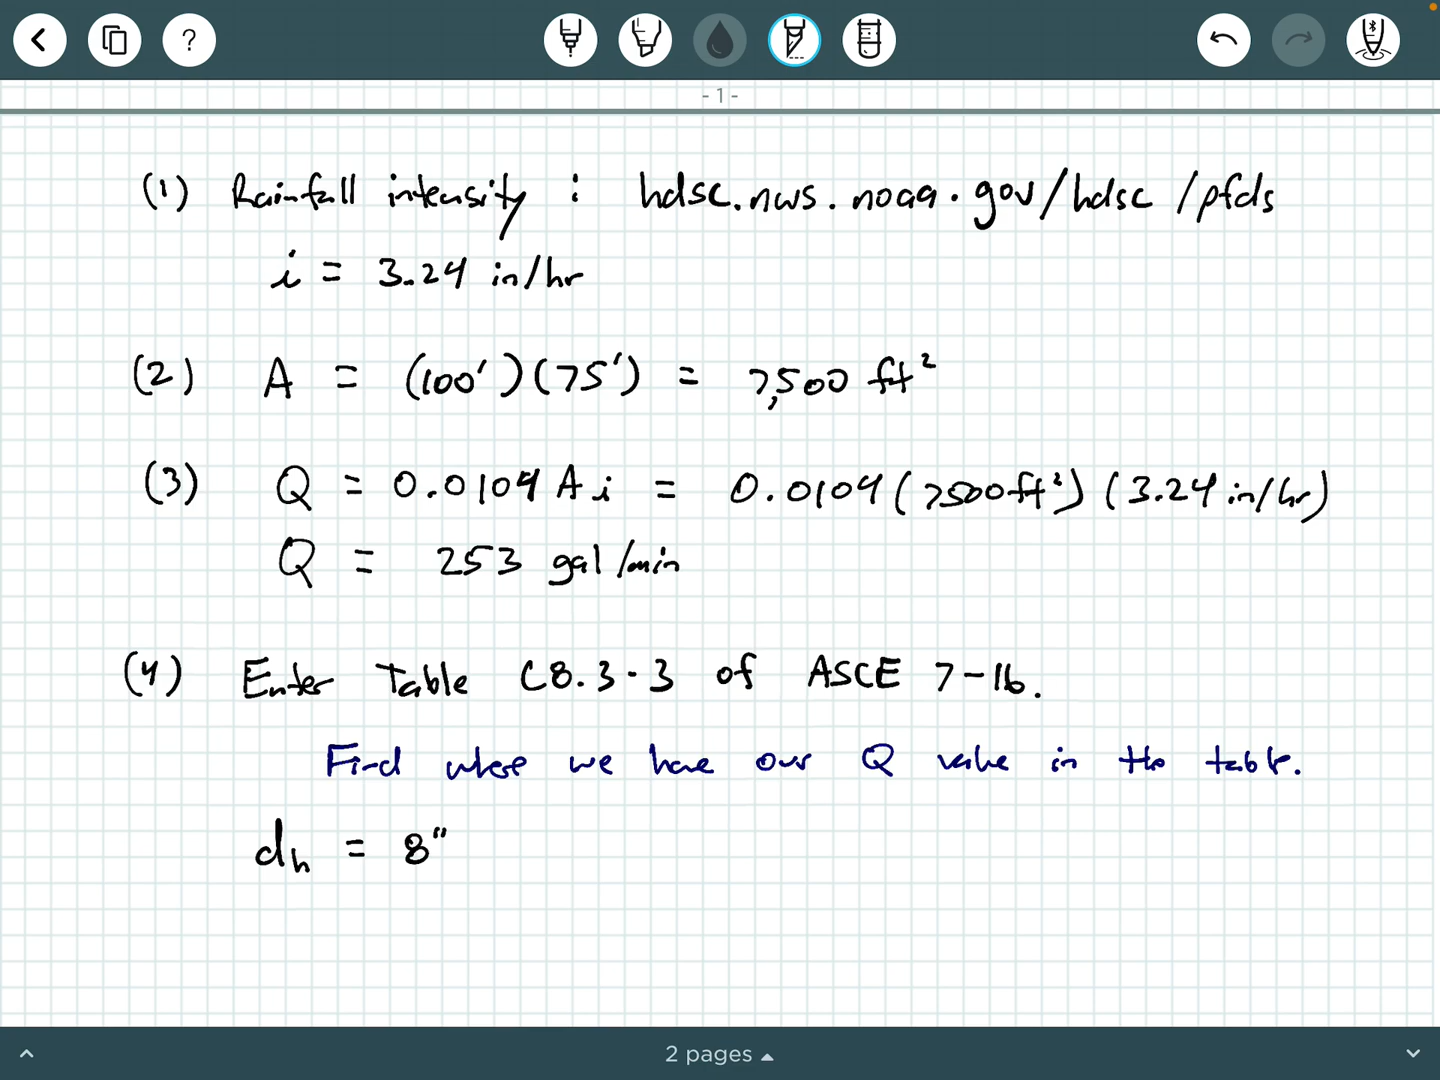 ?
- 1 -
(1) Rainfall intensity : hdsc.nws.noaa.gov/hdsc/pfds
i = 3.24 in/hr
(2) A = (100')(75') = 7,500 ft²
(3) Q = 0.0104 A i = 0.0104 (7500ft²) (3.24 in/hr)
Q = 253 gal/min
(4) Enter Table C8.3-3 of ASCE 7-16.
Find where we have our Q value in the table.
dₕ = 8"
2 pages